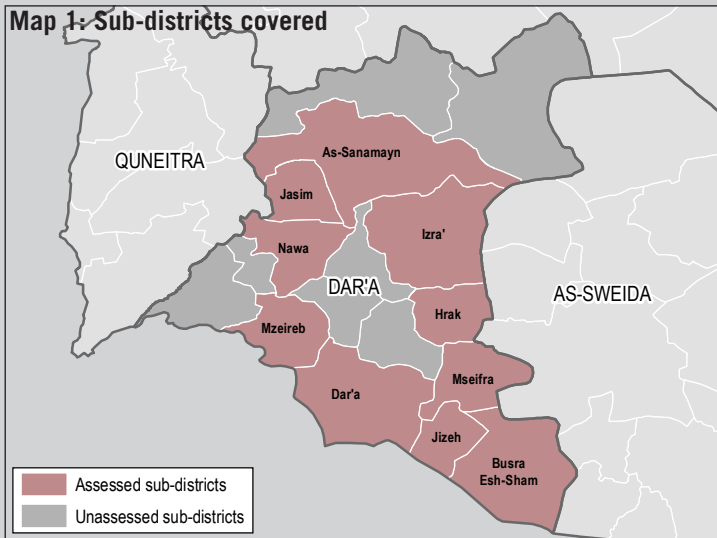 Map 1: Sub-districts covered
As-Sanamayn
QUNEITRA
Jasim
Izra'
Nawa
DAR'A
AS-SWEIDA
Hrak
Mzeireb
Mseifra
Dar'a
Jizeh
Busra
Esh-Sham
Assessed sub-districts
Unassessed sub-districts